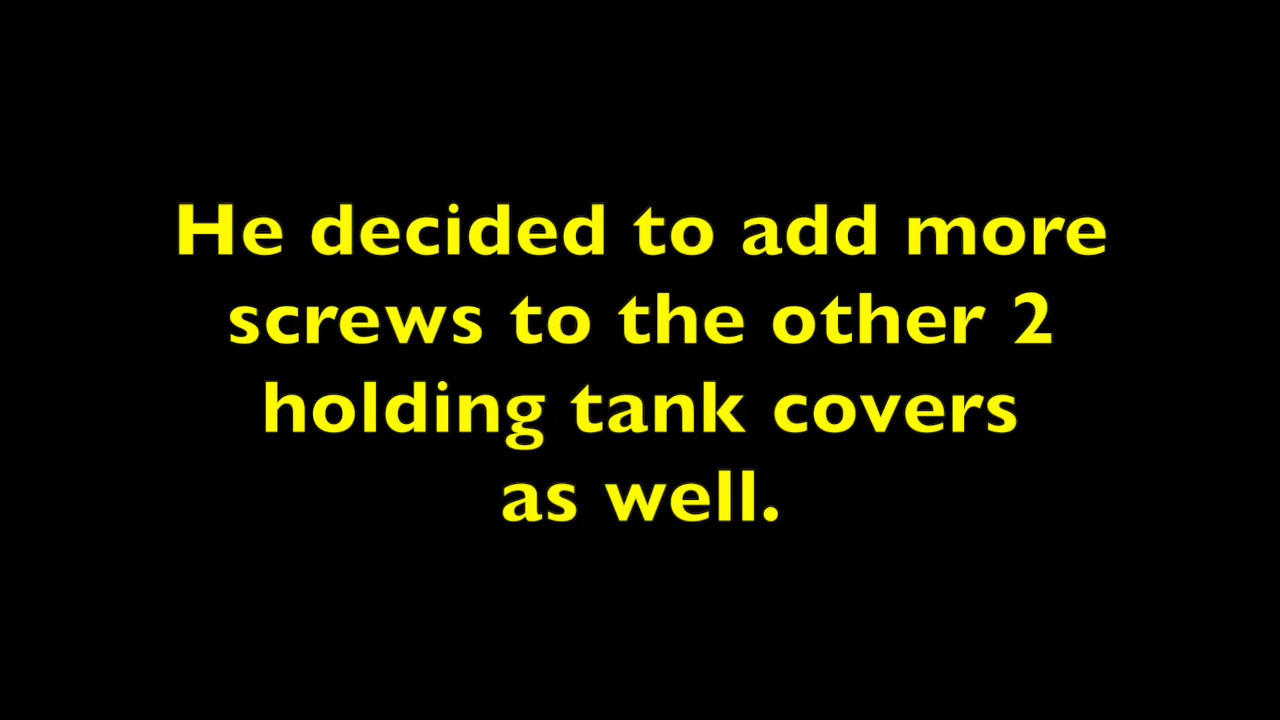 He decided to add more
screws to the other 2
holding tank covers
as well.